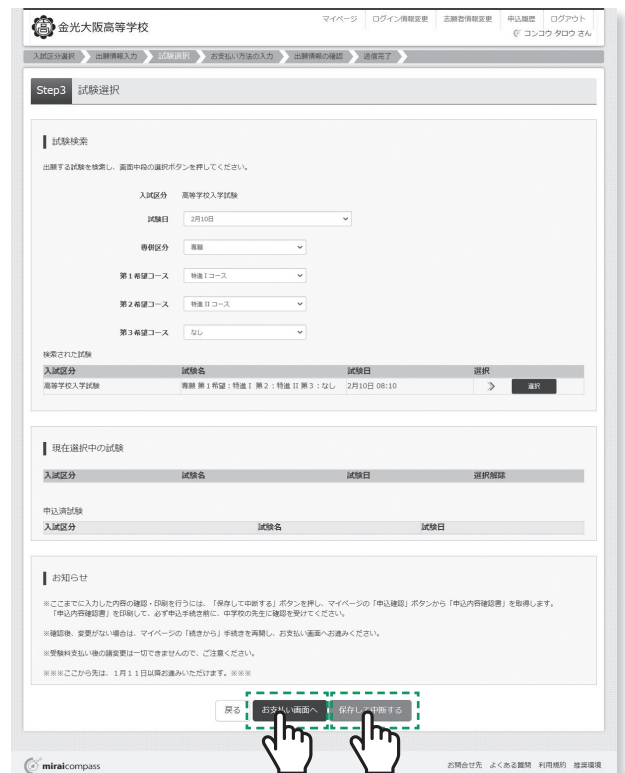 金光大阪高等学校
マイページ ログイン情報変更 志願者情報変更 申込履歴 ログアウト
コンコウ タロウ さん
入試区分選択 出願情報入力 試験選択 お支払い方法の入力 出願情報の確認 送信完了
Step3 試験選択
試験検索
出願する試験を検索し、画面中段の選択ボタンを押してください。
入試区分 高等学校入学試験
試験日 2月10日
専併区分 専願
第1希望コース 特進 I コース
第2希望コース 特進 II コース
第3希望コース なし
検索された試験
入試区分 試験名 試験日 選択
高等学校入学試験 専願 第1希望：特進 I 第2：特進 II 第3：なし 2月10日 08:10 選択
現在選択中の試験
入試区分 試験名 試験日 選択解除
申込済試験
入試区分 試験名 試験日
お知らせ
※ここまでに入力した内容の確認・印刷を行うには、「保存して中断する」ボタンを押し、マイページの「申込確認」ボタンから「申込内容確認書」を取得します。
「申込内容確認書」を印刷して、必ず申込手続き前に、中学校の先生に確認を受けてください。
※確認後、変更がない場合は、マイページの「続きから」手続きを再開し、お支払い画面へお進みください。
※受験料支払い後の諸変更は一切できませんので、ご注意ください。
※※※ここから先は、1月11日以降お進みいただけます。※※※
戻る お支払い画面へ 保存して中断する
miraicompass
お問合せ先 よくある質問 利用規約 推奨環境